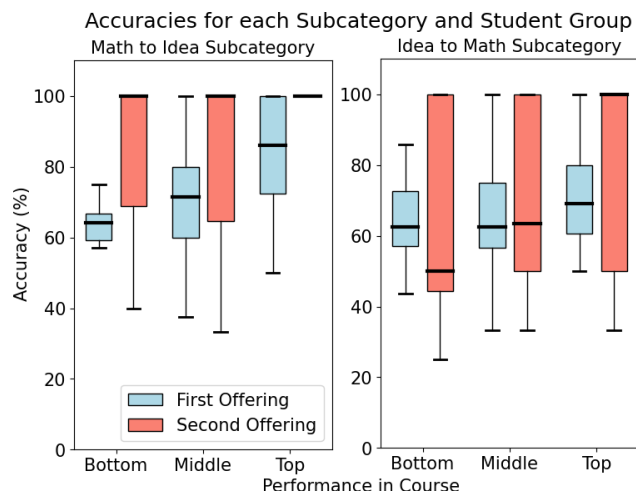 Accuracies for each Subcategory and Student Group
Math to Idea Subcategory
Idea to Math Subcategory
Accuracy (%)
100
80
60
40
20
0
First Offering
Second Offering
Bottom
Middle
Top
100
80
60
40
20
0
Bottom
Middle
Top
Performance in Course